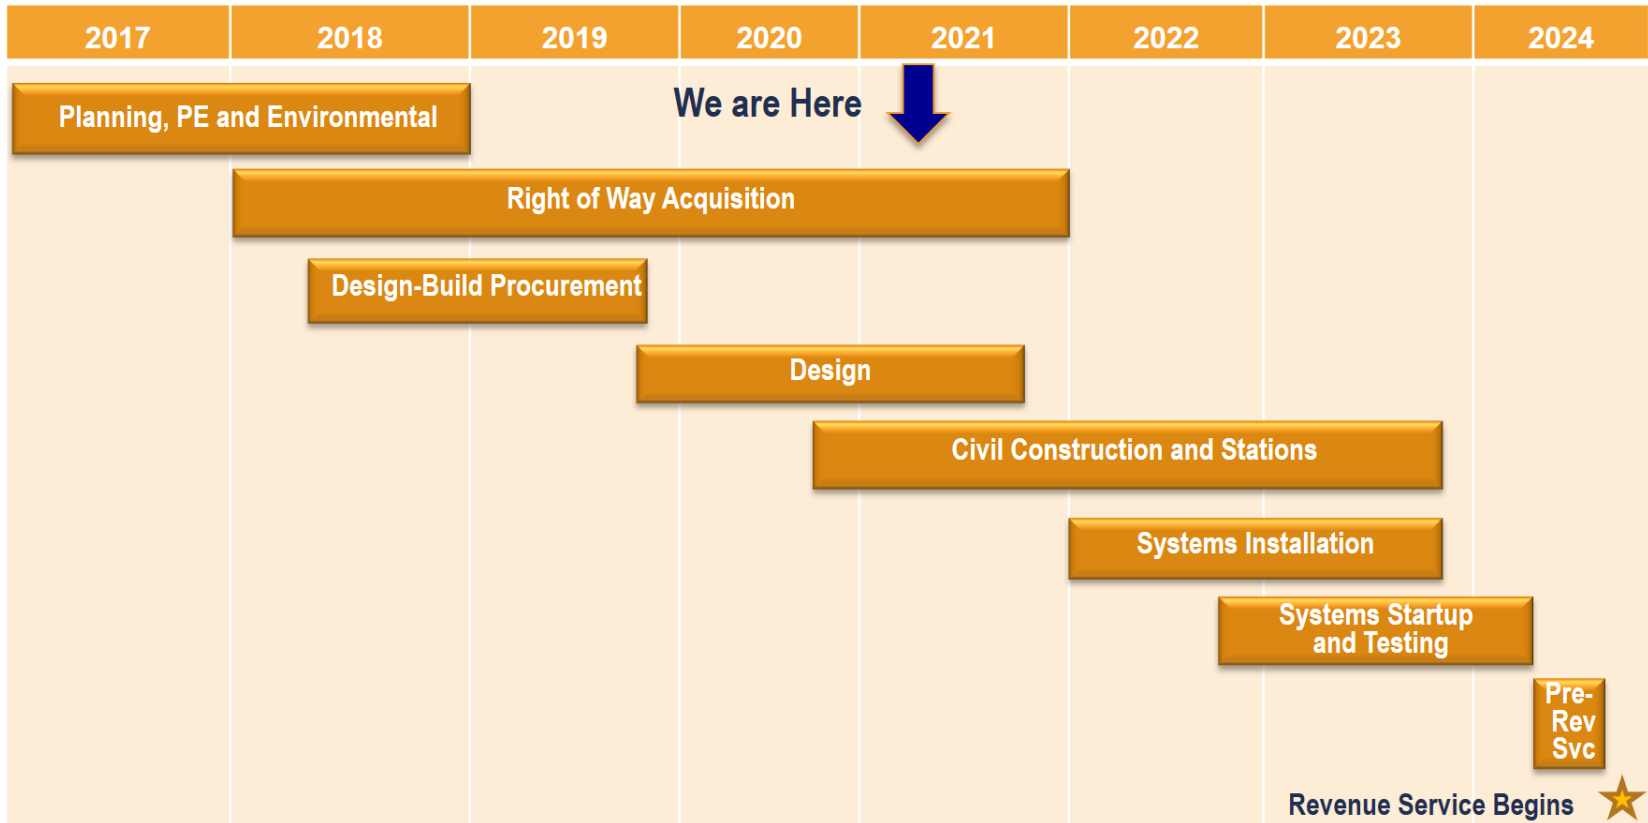 2017 2018 2019 2020 2021 2022 2023 2024
Planning, PE and Environmental
We are Here
Right of Way Acquisition
Design-Build Procurement
Design
Civil Construction and Stations
Systems Installation
Systems Startup
and Testing
Pre-
Rev
Svc
Revenue Service Begins